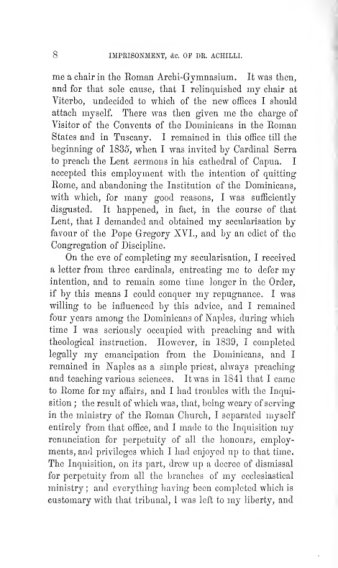 8 IMPRISONMENT, &c. OF DR. ACHILLI.
me a chair in the Roman Archi-Gymnasium. It was then,
and for that sole cause, that I relinquished my chair at
Viterbo, undecided to which of the new offices I should
attach myself. There was then given me the charge of
Visitor of the Convents of the Dominicans in the Roman
States and in Tuscany. I remained in this office till the
beginning of 1835, when I was invited by Cardinal Serra
to preach the Lent sermons in his cathedral of Capua. I
accepted this employment with the intention of quitting
Rome, and abandoning the Institution of the Dominicans,
with which, for many good reasons, I was sufficiently
disgusted. It happened, in fact, in the course of that
Lent, that I demanded and obtained my secularisation by
favour of the Pope Gregory XVI., and by an edict of the
Congregation of Discipline.
On the eve of completing my secularisation, I received
a letter from three cardinals, entreating me to defer my
intention, and to remain some time longer in the Order,
if by this means I could conquer my repugnance. I was
willing to be influenced by this advice, and I remained
four years among the Dominicans of Naples, during which
time I was seriously occupied with preaching and with
theological instruction. However, in 1839, I completed
legally my emancipation from the Dominicans, and I
remained in Naples as a simple priest, always preaching
and teaching various sciences. It was in 1841 that I came
to Rome for my affairs, and I had troubles with the Inqui-
sition; the result of which was, that, being weary of serving
in the ministry of the Roman Church, I separated myself
entirely from that office, and I made to the Inquisition my
renunciation for perpetuity of all the honours, employ-
ments, and privileges which I had enjoyed up to that time.
The Inquisition, on its part, drew up a decree of dismissal
for perpetuity from all the branches of my ecclesiastical
ministry; and everything having been completed which is
customary with that tribunal, I was left to my liberty, and